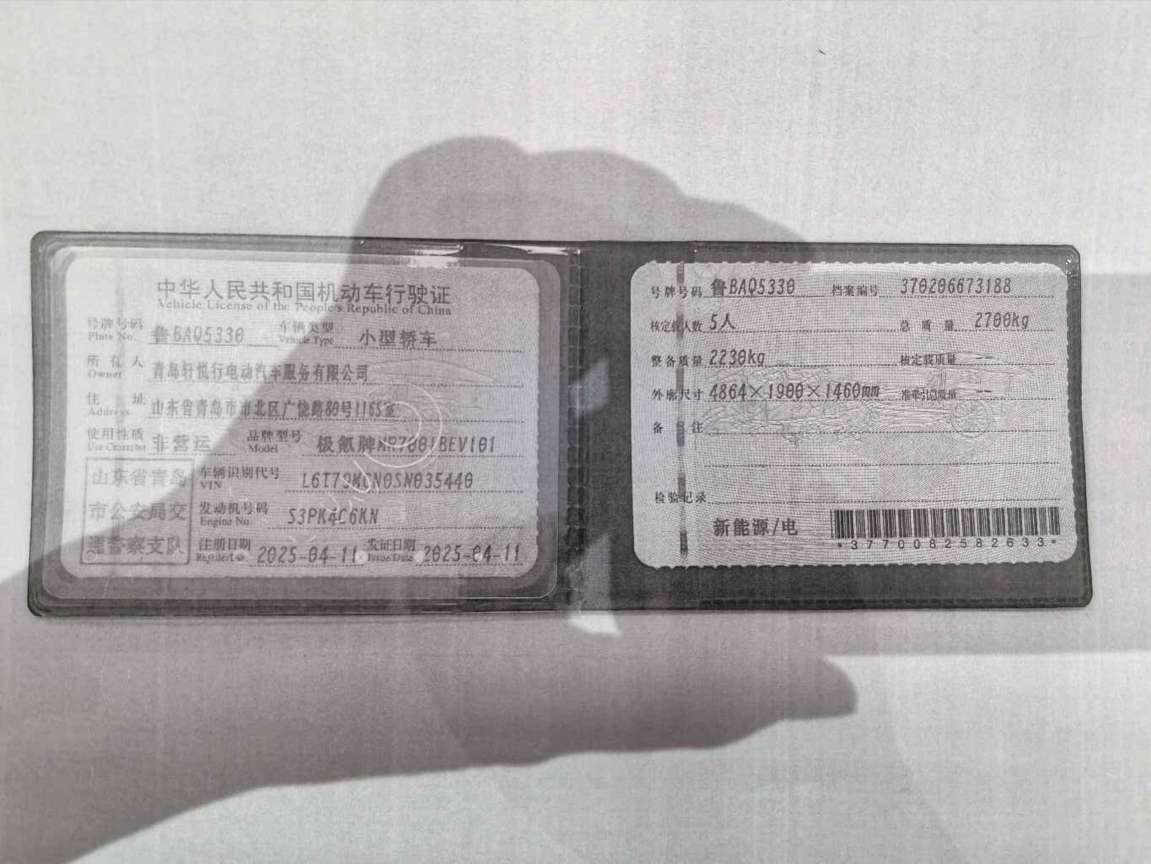 中华人民共和国机动车行驶证
Vehicle License of the People's Republic of China
号牌号码 鲁BAQ5330 车辆类型 小型轿车
Plate No. Vehicle Type
所有人 青岛轩悦行电动汽车服务有限公司
Owner
住址 山东省青岛市市北区广饶路80号1165室
Address
使用性质 非营运 品牌型号 极氪牌MR7001BEV101
Use Character Model
山东省青岛市公安局交通警察支队
车辆识别代号
VIN
发动机号码 S3PK4C6KN
Engine No.
注册日期 2025-04-11 发证日期 2025-04-11
Register Date Issue Date
号牌号码 鲁BAQ5330 档案编号 370206673188
核定载人数 5人 总质量 2700kg
整备质量 2230kg 核定载质量 --
外廓尺寸 4864×1900×1460mm 准牵引总质量 --
备注
检验记录
新能源/电
*3770082582633*